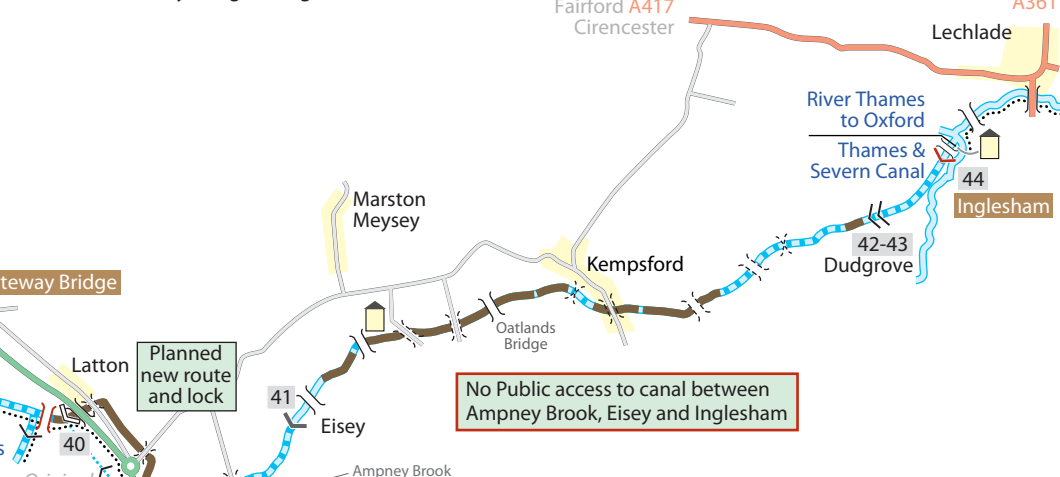 Fairford A417
Cirencester
A361
Lechlade
River Thames
to Oxford
Thames &
Severn Canal
44
Inglesham
Marston
Meysey
42-43
Dudgrove
Kempsford
teway Bridge
Oatlands
Bridge
Latton
Planned
new route
and lock
No Public access to canal between
Ampney Brook, Eisey and Inglesham
41
Eisey
40
s
Ampney Brook